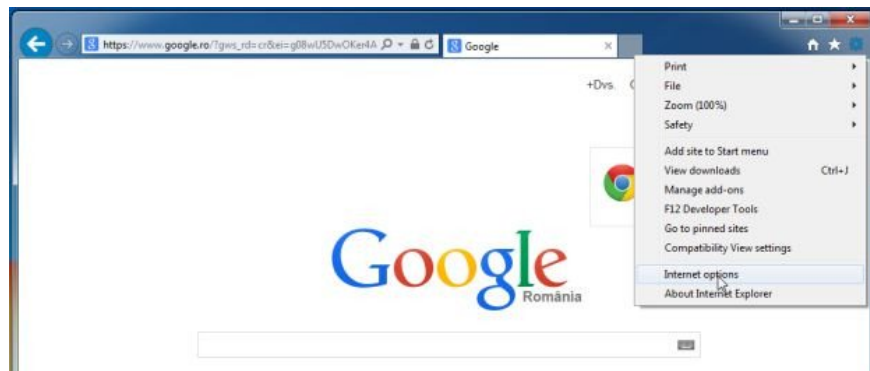 https://www.google.ro/?gws_rd=cr&ei=g08wU5DwOKer4A
Google
+Dvs.
Print
File
Zoom (100%)
Safety
Add site to Start menu
View downloads Ctrl+J
Manage add-ons
F12 Developer Tools
Go to pinned sites
Compatibility View settings
Internet options
About Internet Explorer
Google
România